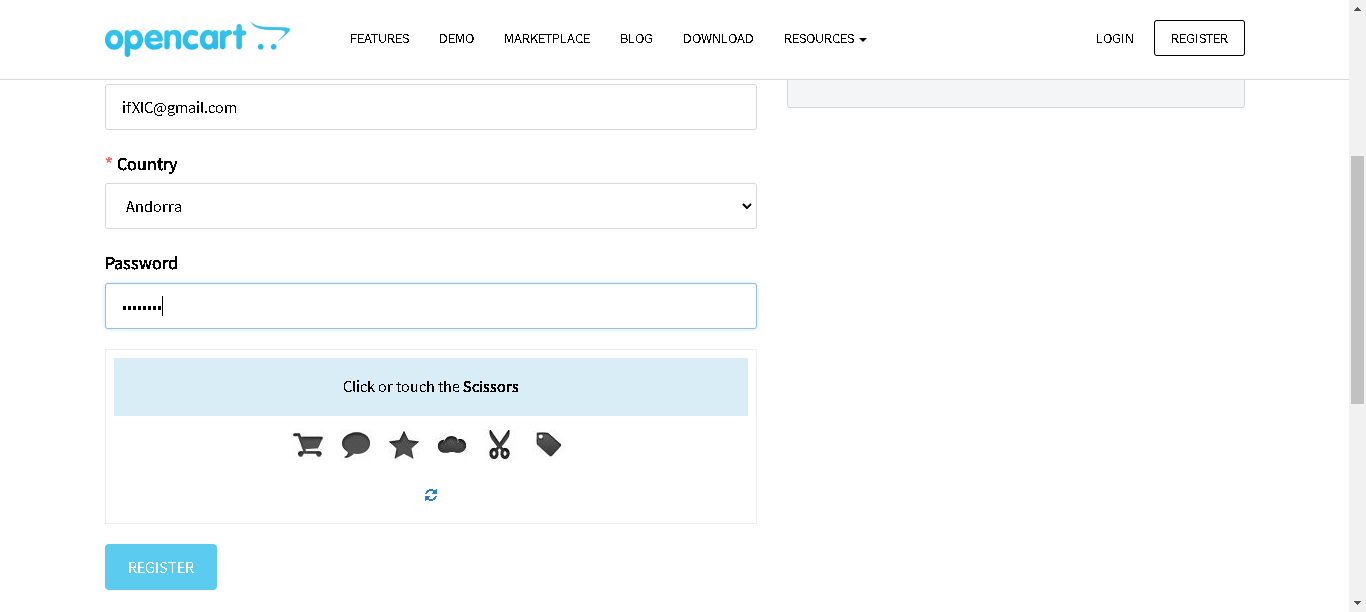 opencart
FEATURES DEMO MARKETPLACE BLOG DOWNLOAD RESOURCES LOGIN REGISTER
ifXIC@gmail.com
* Country
Andorra
Password
••••••••
Click or touch the Scissors
REGISTER